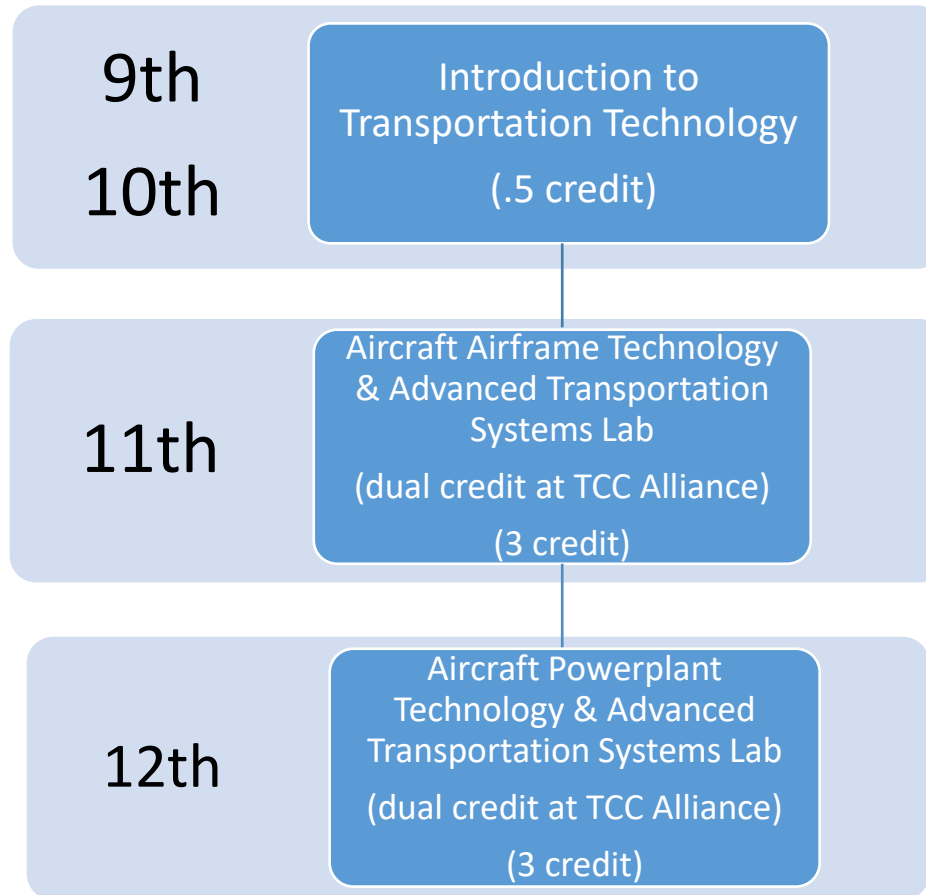 9th
10th
Introduction to
Transportation Technology
(.5 credit)
11th
Aircraft Airframe Technology
& Advanced Transportation
Systems Lab
(dual credit at TCC Alliance)
(3 credit)
12th
Aircraft Powerplant
Technology & Advanced
Transportation Systems Lab
(dual credit at TCC Alliance)
(3 credit)